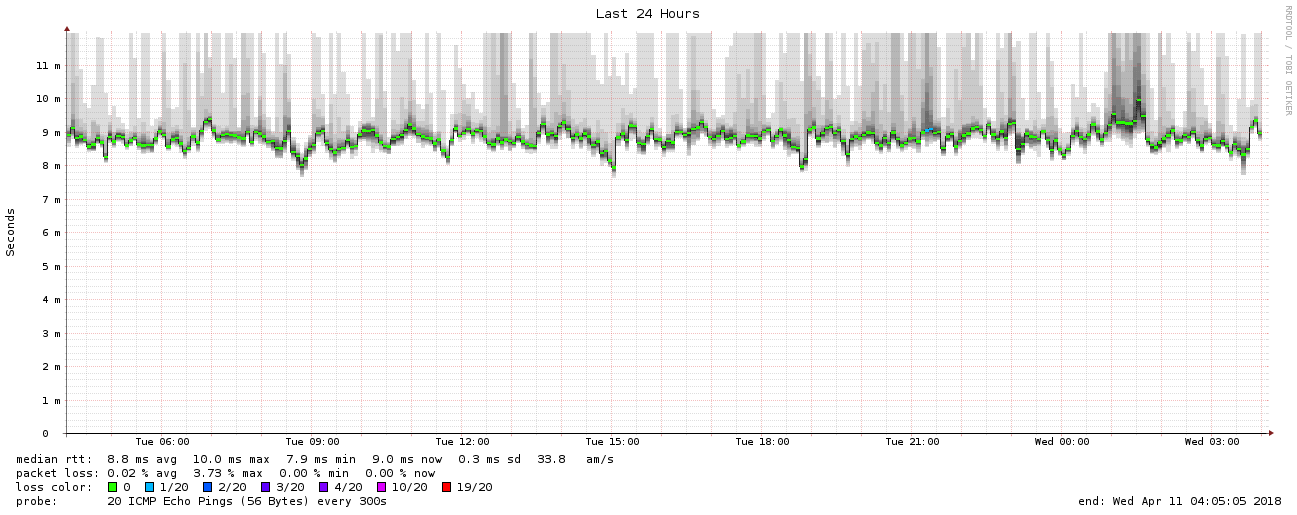 Last 24 Hours
RRDTOOL / TOBI OETIKER
Seconds
11 m
10 m
9 m
8 m
7 m
6 m
5 m
4 m
3 m
2 m
1 m
0
Tue 06:00 Tue 09:00 Tue 12:00 Tue 15:00 Tue 18:00 Tue 21:00 Wed 00:00 Wed 03:00
median rtt: 8.8 ms avg 10.0 ms max 7.9 ms min 9.0 ms now 0.3 ms sd 33.8 am/s
packet loss: 0.02 % avg 3.73 % max 0.00 % min 0.00 % now
loss color: 0 1/20 2/20 3/20 4/20 10/20 19/20
probe: 20 ICMP Echo Pings (56 Bytes) every 300s
end: Wed Apr 11 04:05:05 2018